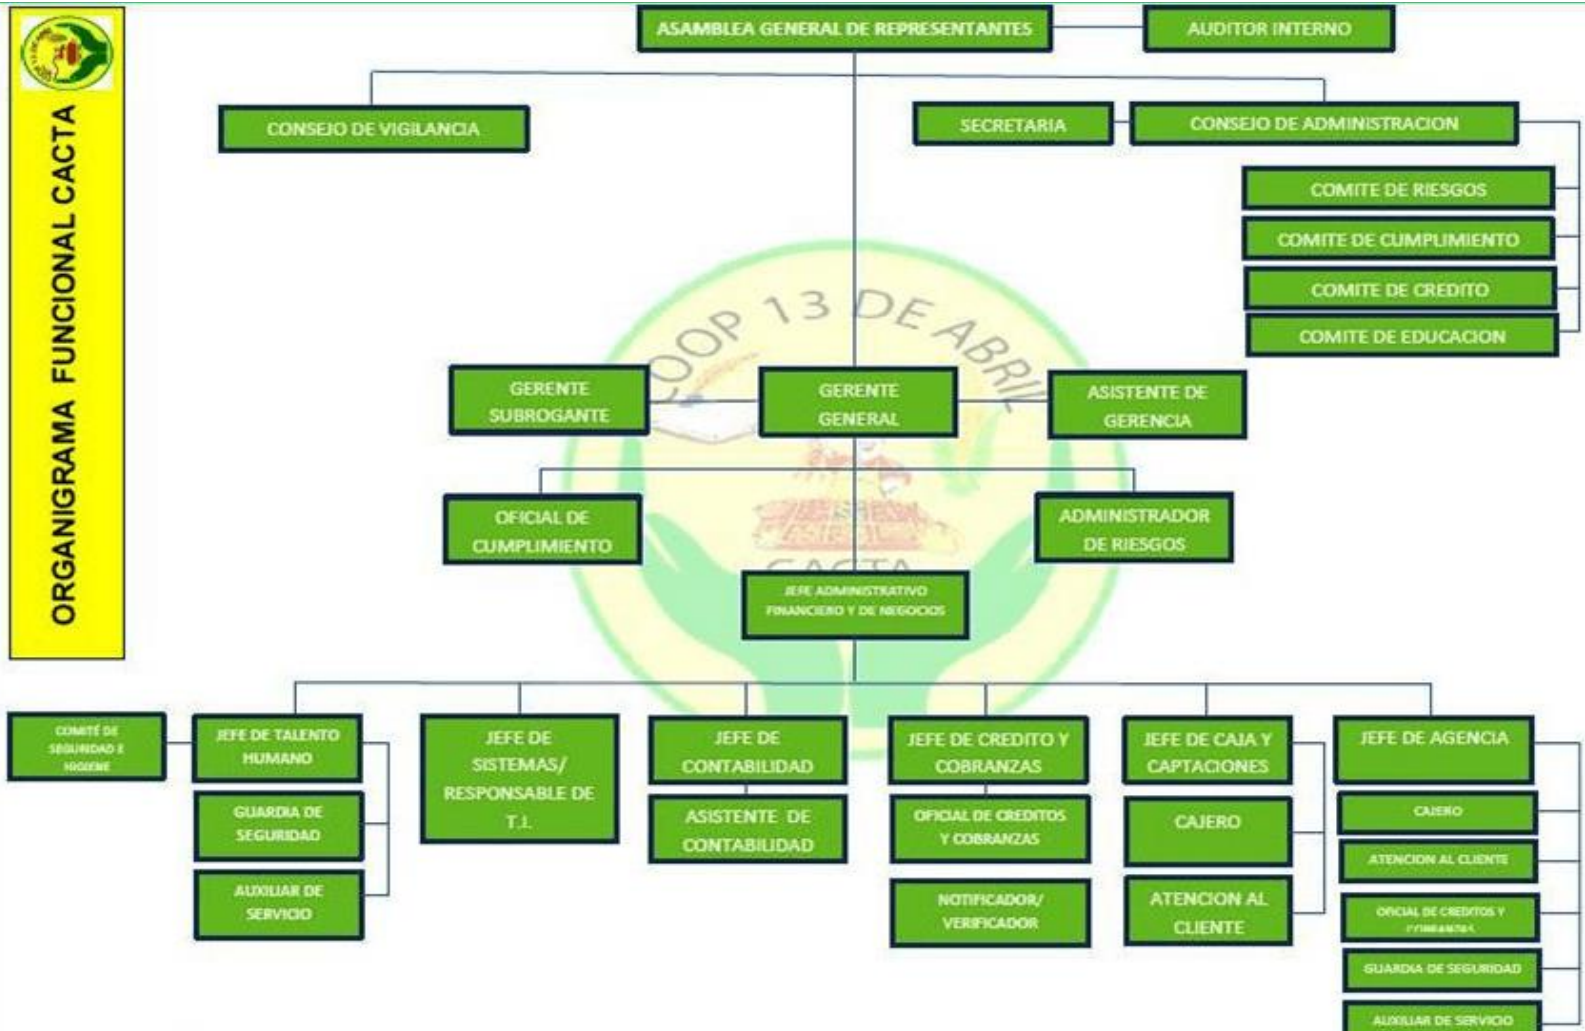 ORGANIGRAMA FUNCIONAL CACTA
ASAMBLEA GENERAL DE REPRESENTANTES
AUDITOR INTERNO
CONSEJO DE VIGILANCIA
SECRETARIA
CONSEJO DE ADMINISTRACION
COMITE DE RIESGOS
COMITE DE CUMPLIMIENTO
COMITE DE CREDITO
COMITE DE EDUCACION
COOP 13 DE ABRIL
CACTA
GERENTE
SUBROGANTE
GERENTE
GENERAL
ASISTENTE DE
GERENCIA
OFICIAL DE
CUMPLIMIENTO
ADMINISTRADOR
DE RIESGOS
JEFE ADMINISTRATIVO
FINANCIERO Y DE NEGOCIOS
COMITÉ DE
SEGURIDAD E
HIGIENE
JEFE DE TALENTO
HUMANO
GUARDIA DE
SEGURIDAD
AUXILIAR DE
SERVICIO
JEFE DE
SISTEMAS/
RESPONSABLE DE
T.I.
JEFE DE
CONTABILIDAD
ASISTENTE DE
CONTABILIDAD
JEFE DE CREDITO Y
COBRANZAS
OFICIAL DE CREDITOS
Y COBRANZAS
NOTIFICADOR/
VERIFICADOR
JEFE DE CAJA Y
CAPTACIONES
CAJERO
ATENCION AL
CLIENTE
JEFE DE AGENCIA
CAJERO
ATENCION AL CLIENTE
OFICIAL DE CREDITOS Y
GUARDIA DE SEGURIDAD
AUXILIAR DE SERVICIO